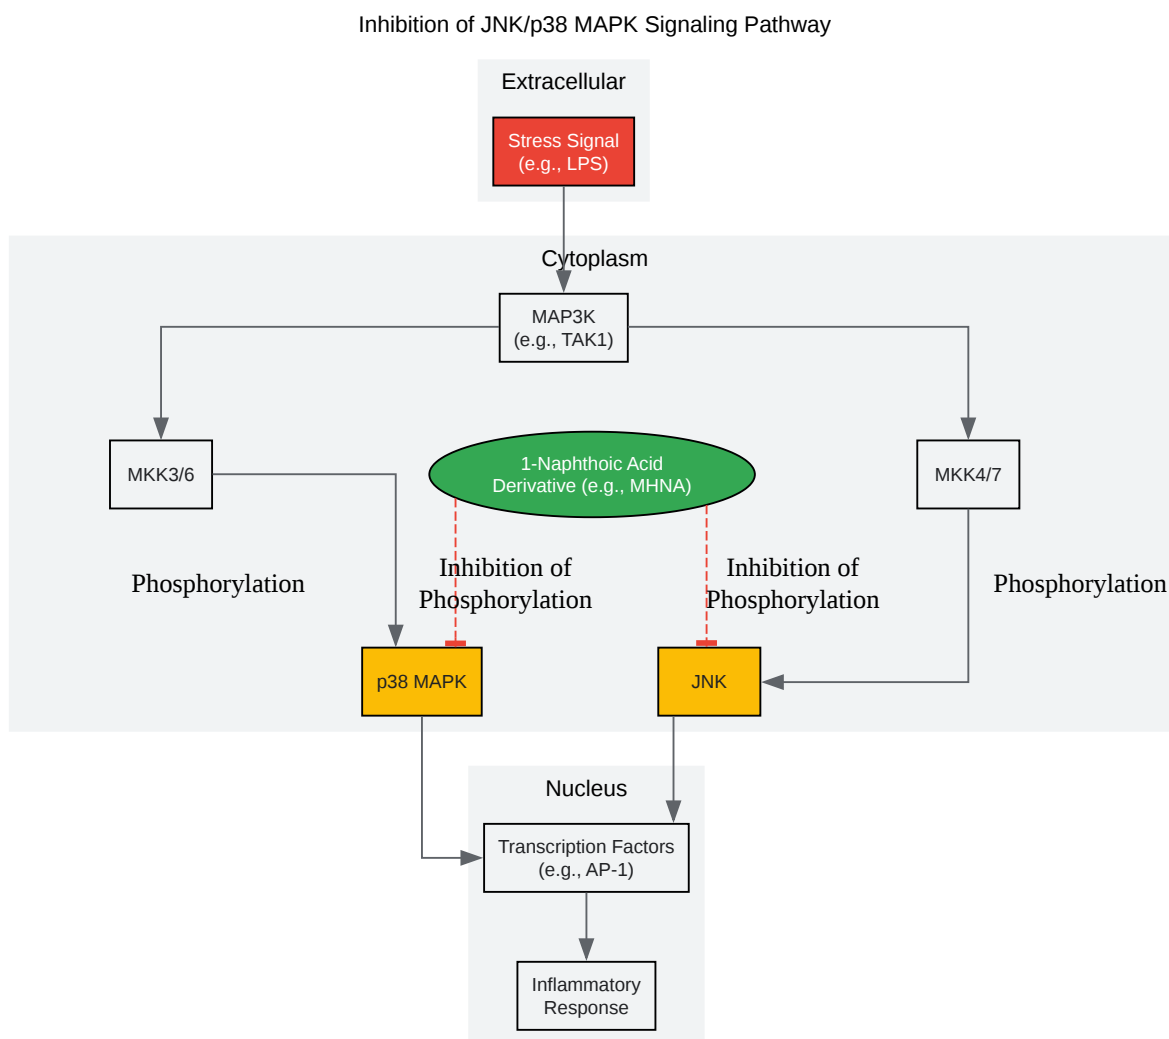 Inhibition of JNK/p38 MAPK Signaling Pathway
Extracellular
Stress Signal
(e.g., LPS)
Cytoplasm
MAP3K
(e.g., TAK1)
MKK3/6
1-Naphthoic Acid
Derivative (e.g., MHNA)
MKK4/7
Phosphorylation
Inhibition of
Phosphorylation
Inhibition of
Phosphorylation
Phosphorylation
p38 MAPK
JNK
Nucleus
Transcription Factors
(e.g., AP-1)
Inflammatory
Response